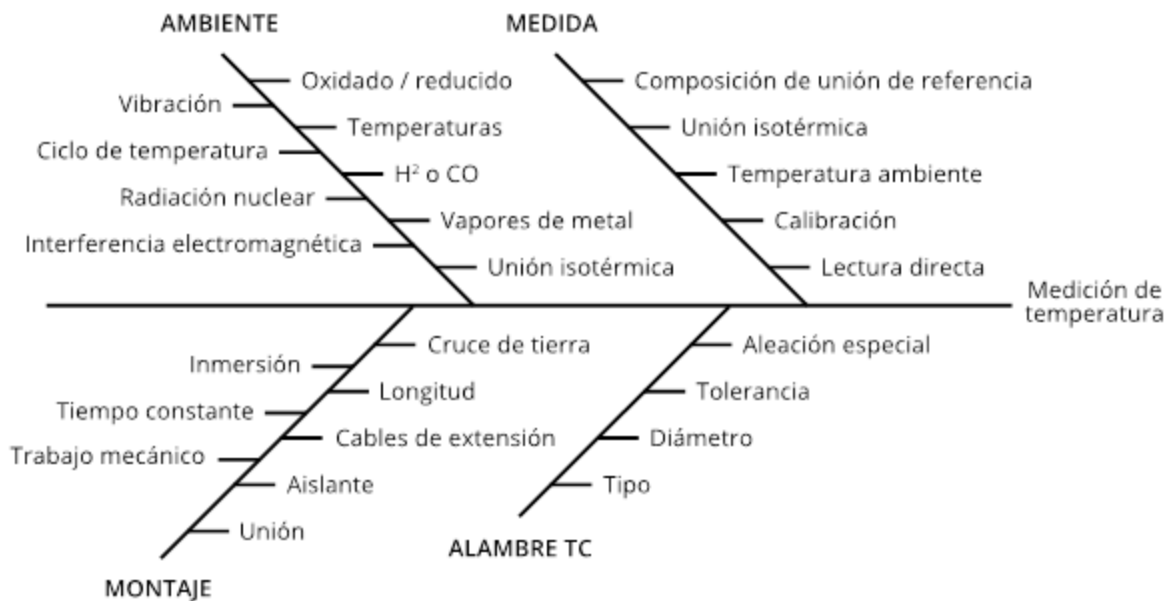 AMBIENTE
MEDIDA
Oxidado / reducido
Vibración
Temperaturas
Ciclo de temperatura
H² o CO
Radiación nuclear
Vapores de metal
Interferencia electromagnética
Unión isotérmica
Composición de unión de referencia
Unión isotérmica
Temperatura ambiente
Calibración
Lectura directa
Medición de
temperatura
Cruce de tierra
Inmersión
Longitud
Tiempo constante
Cables de extensión
Trabajo mecánico
Aislante
Unión
MONTAJE
Aleación especial
Tolerancia
Diámetro
Tipo
ALAMBRE TC